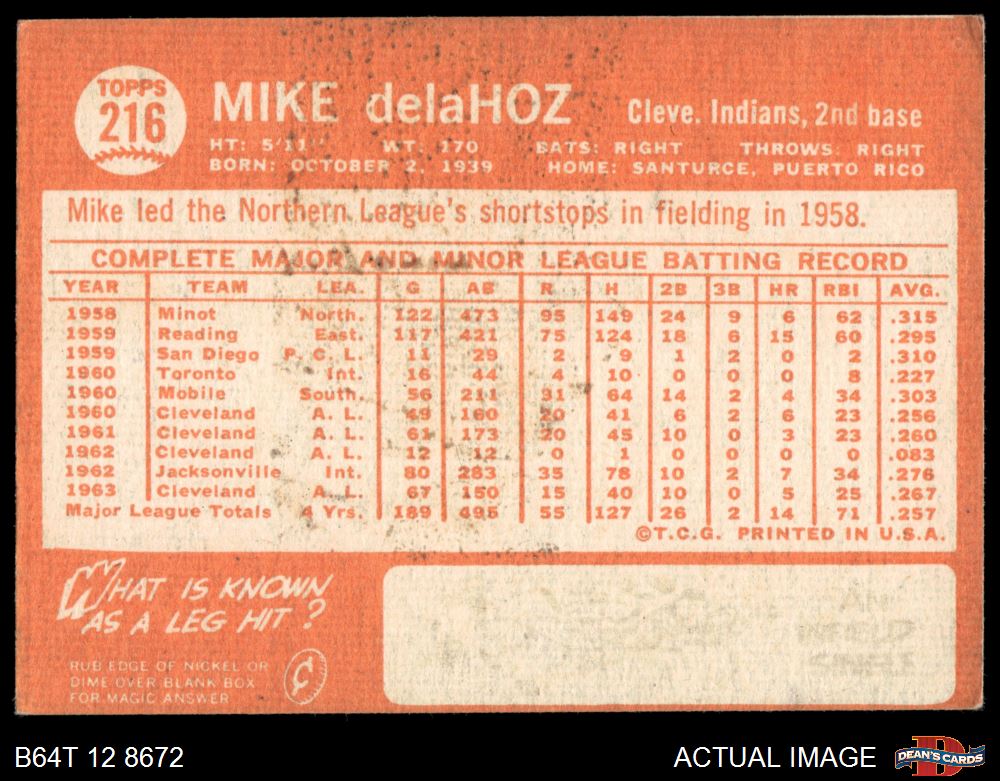 TOPPS
216
MIKE delaHOZ
Cleve. Indians, 2nd base
HT: 5'11" WT: 170 BATS: RIGHT THROWS: RIGHT
BORN: OCTOBER 2, 1939 HOME: SANTURCE, PUERTO RICO
Mike led the Northern League's shortstops in fielding in 1958.
COMPLETE MAJOR AND MINOR LEAGUE BATTING RECORD
YEAR TEAM LEA. G AB R H 2B 3B HR RBI AVG.
1958 Minot North. 122 473 95 149 24 9 6 62 .315
1959 Reading East. 117 421 75 124 18 6 15 60 .295
1959 San Diego P. C. L. 11 29 2 9 1 2 0 2 .310
1960 Toronto Int. 16 44 4 10 0 0 0 8 .227
1960 Mobile South. 56 211 31 64 14 2 4 34 .303
1960 Cleveland A. L. 49 160 20 41 6 2 6 23 .256
1961 Cleveland A. L. 61 173 20 45 10 0 3 23 .260
1962 Cleveland A. L. 12 12 0 1 0 0 0 0 .083
1962 Jacksonville Int. 80 283 35 78 10 2 7 34 .276
1963 Cleveland A. L. 67 150 15 40 10 0 5 25 .267
Major League Totals 4 Yrs. 189 495 55 127 26 2 14 71 .257
©T.C.G. PRINTED IN U.S.A.
WHAT IS KNOWN
AS A LEG HIT?
RUB EDGE OF NICKEL OR
DIME OVER BLANK BOX
FOR MAGIC ANSWER
B64T 12 8672
ACTUAL IMAGE
DEAN'S CARDS